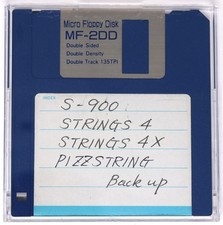 Micro Floppy Disk
MF-2DD
Double Sided
Double Density
Double Track 135TPI
S-900
STRINGS 4
STRINGS 4X
PIZZSTRING
Back up